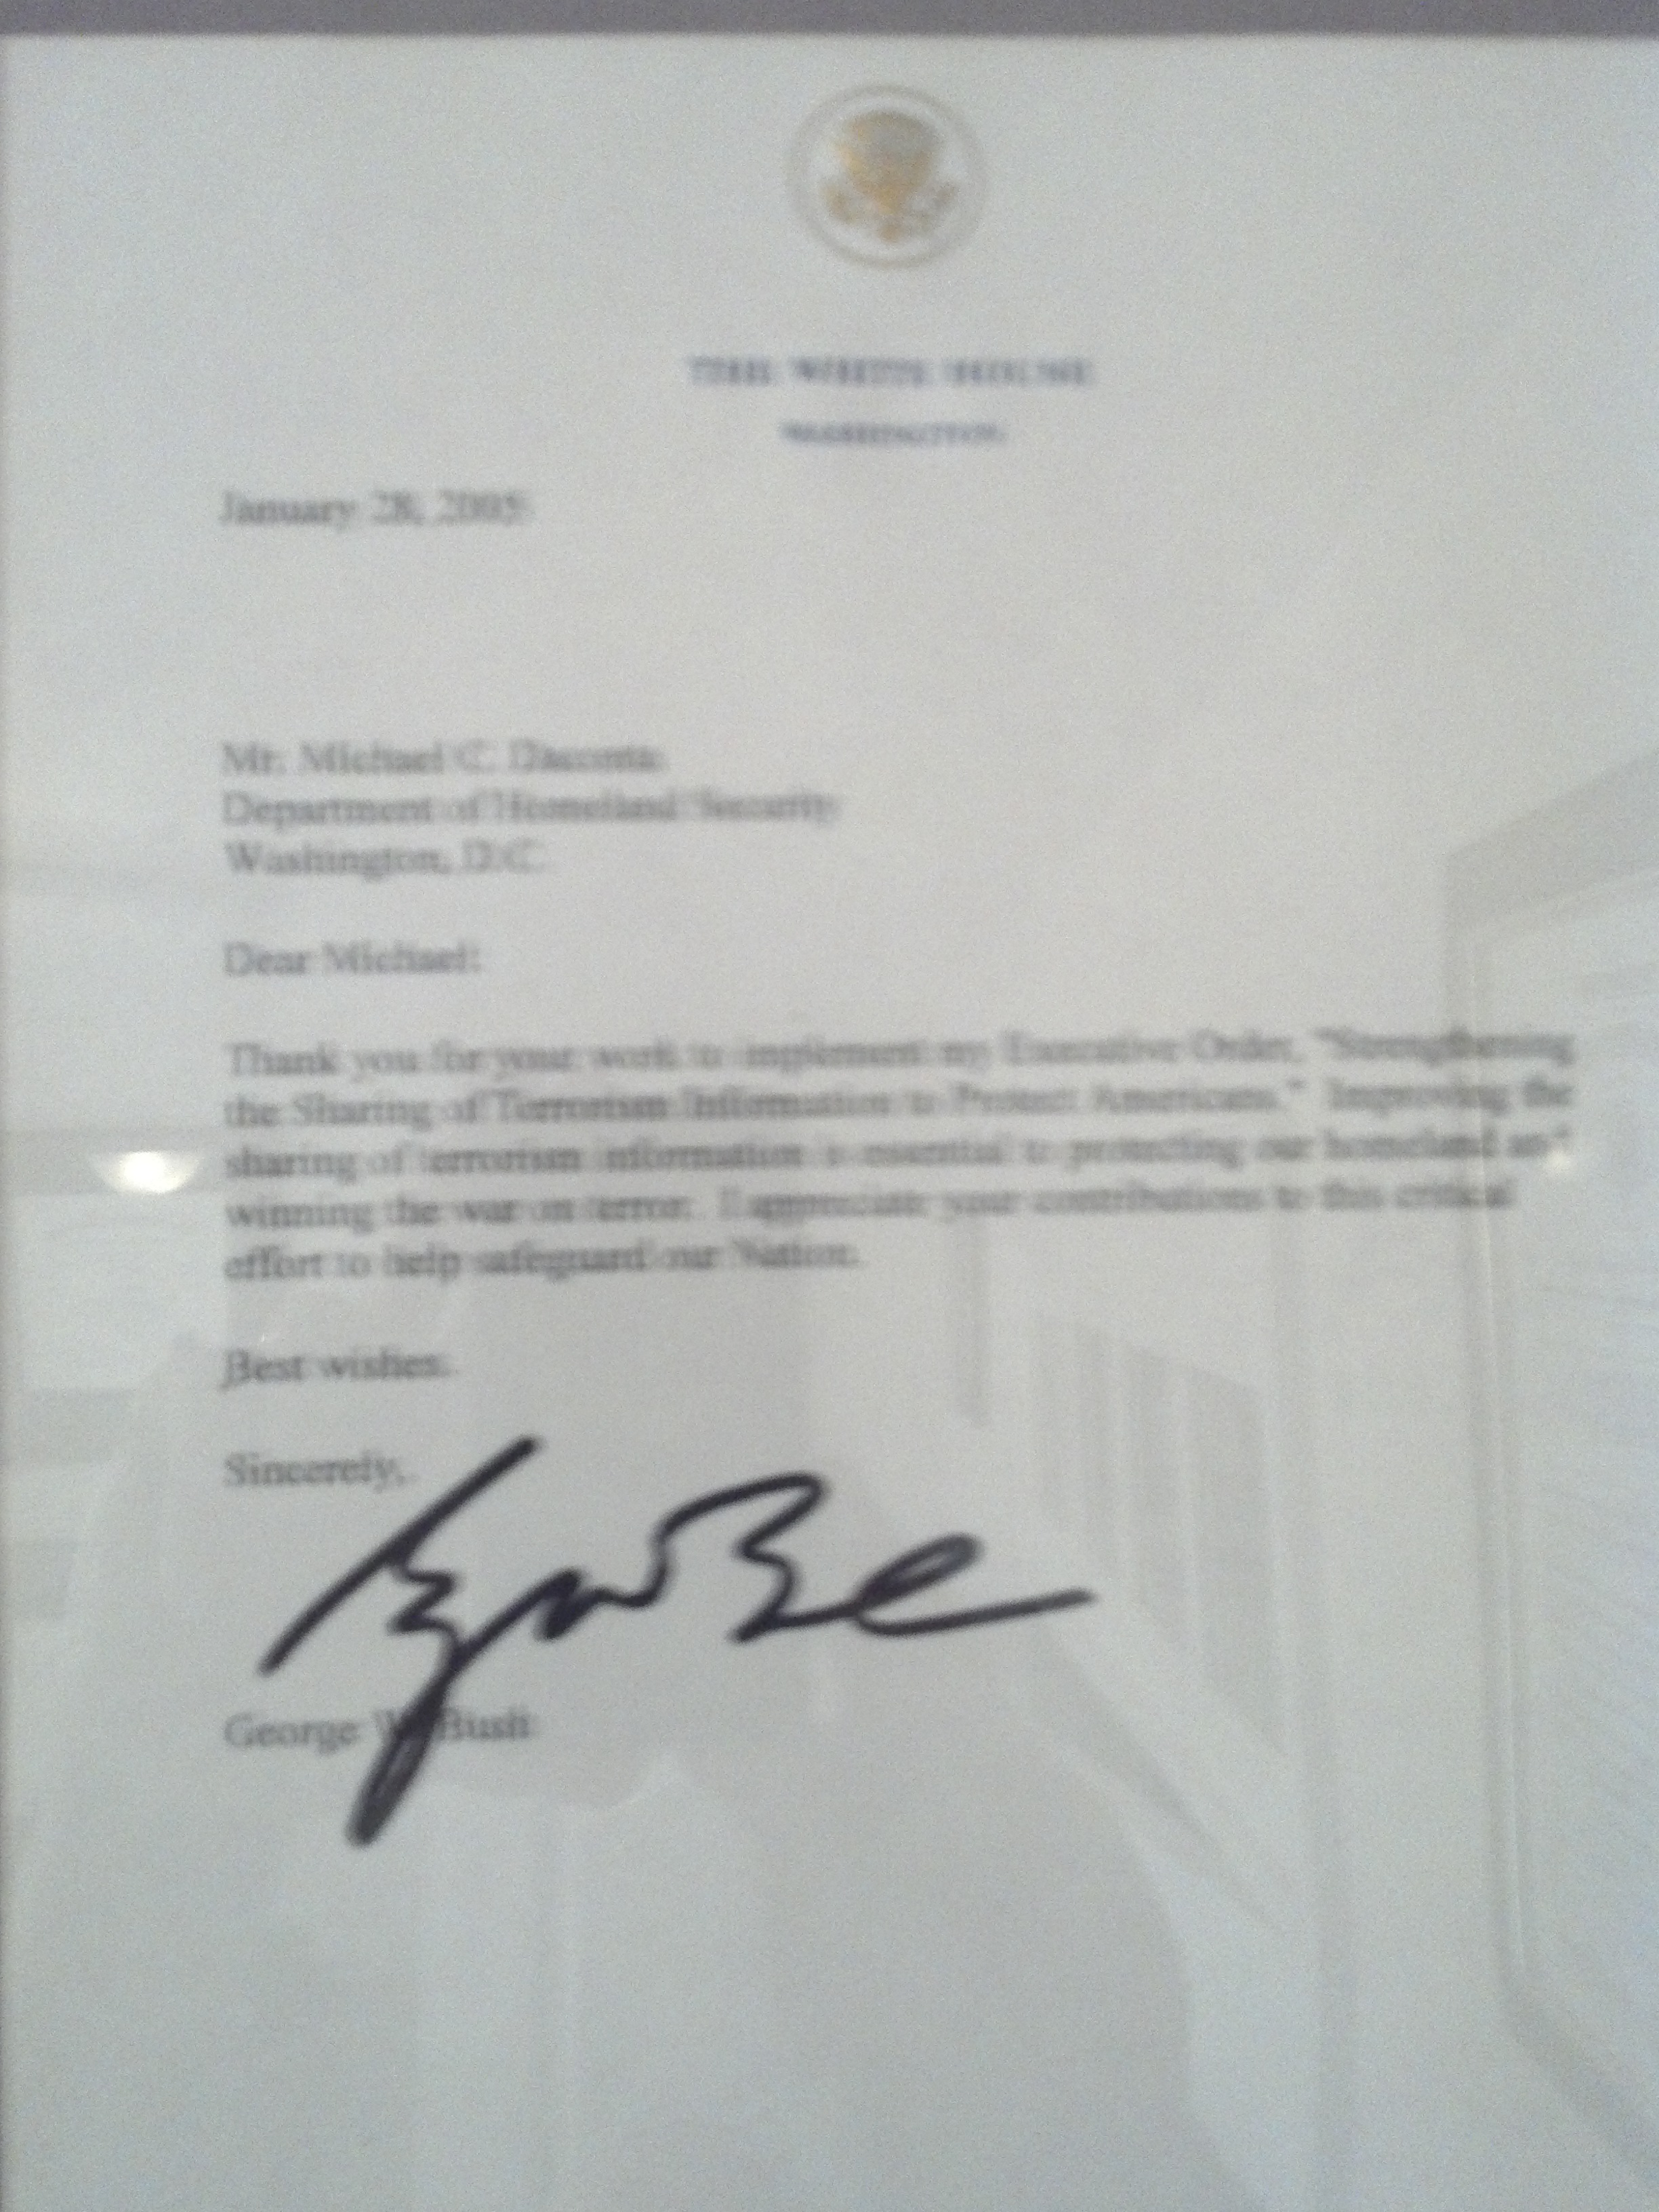 THE WHITE HOUSE
WASHINGTON
January 28, 2005
Mr. Michael C. Daconta
Department of Homeland Security
Washington, D.C.
Dear Michael:
Thank you for your work to implement my Executive Order, "Strengthening
the Sharing of Terrorism Information to Protect Americans." Improving the
sharing of terrorism information is essential to protecting our homeland and
winning the war on terror. I appreciate your contributions to this critical
effort to help safeguard our Nation.
Best wishes.
Sincerely,
George W. Bush